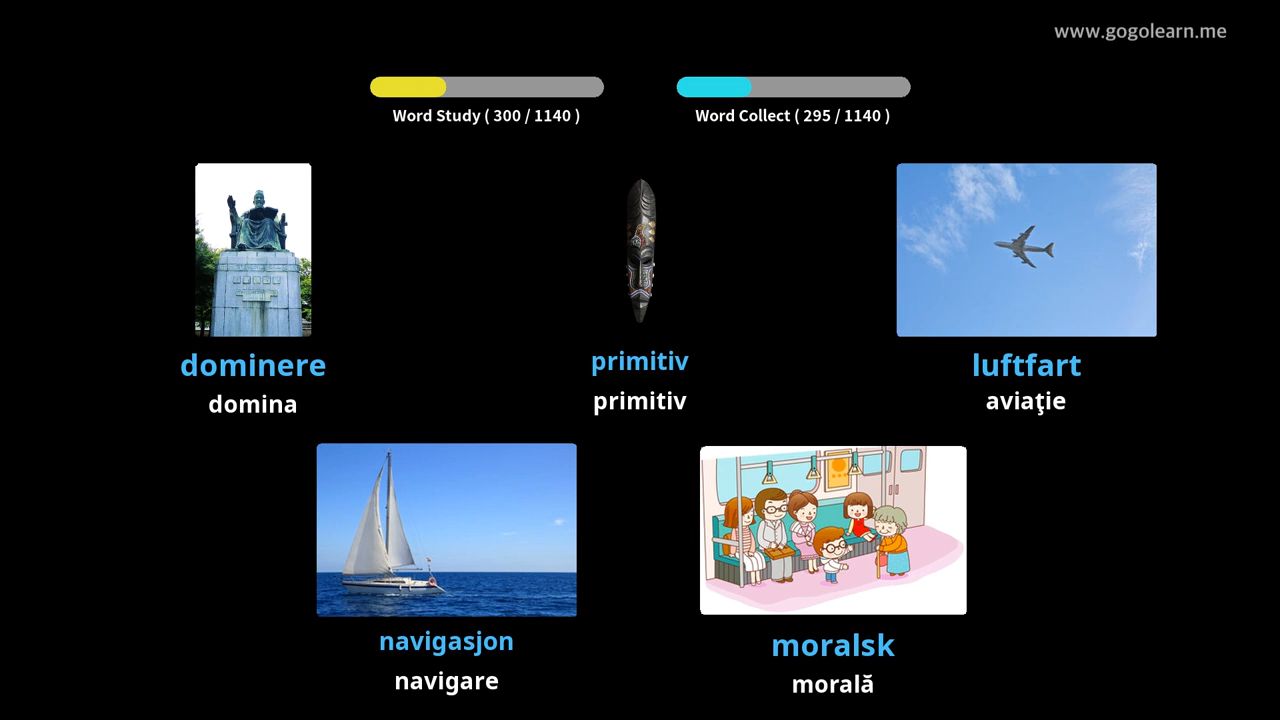 www.gogolearn.me
Word Study ( 300 / 1140 )
Word Collect ( 295 / 1140 )
dominere
domina
primitiv
primitiv
luftfart
aviaţie
navigasjon
navigare
moralsk
morală